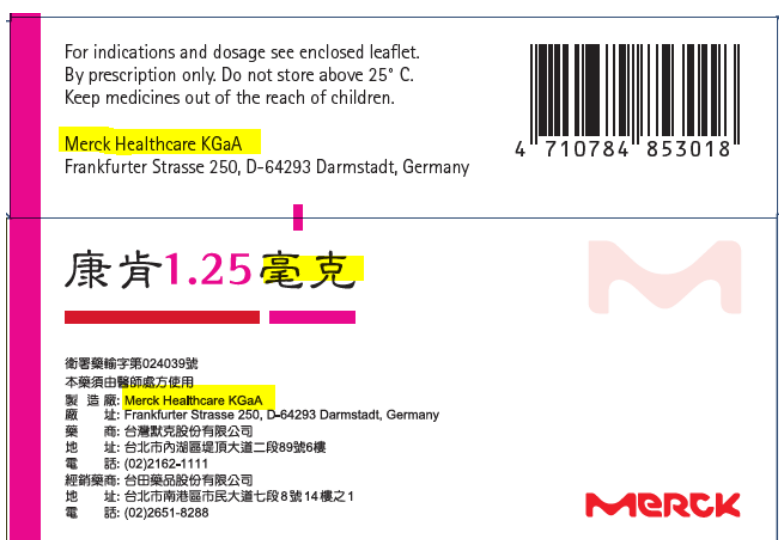 For indications and dosage see enclosed leaflet.
By prescription only. Do not store above 25° C.
Keep medicines out of the reach of children.
Merck Healthcare KGaA
Frankfurter Strasse 250, D-64293 Darmstadt, Germany
4 710784 853018
康肯1.25毫克
衛署藥輸字第024039號
本藥須由醫師處方使用
製 造 廠: Merck Healthcare KGaA
廠 址: Frankfurter Strasse 250, D-64293 Darmstadt, Germany
藥 商: 台灣默克股份有限公司
地 址: 台北市內湖區堤頂大道二段89號6樓
電 話: (02)2162-1111
經銷藥商: 台田藥品股份有限公司
地 址: 台北市南港區市民大道七段8號14樓之1
電 話: (02)2651-8288
MERCK